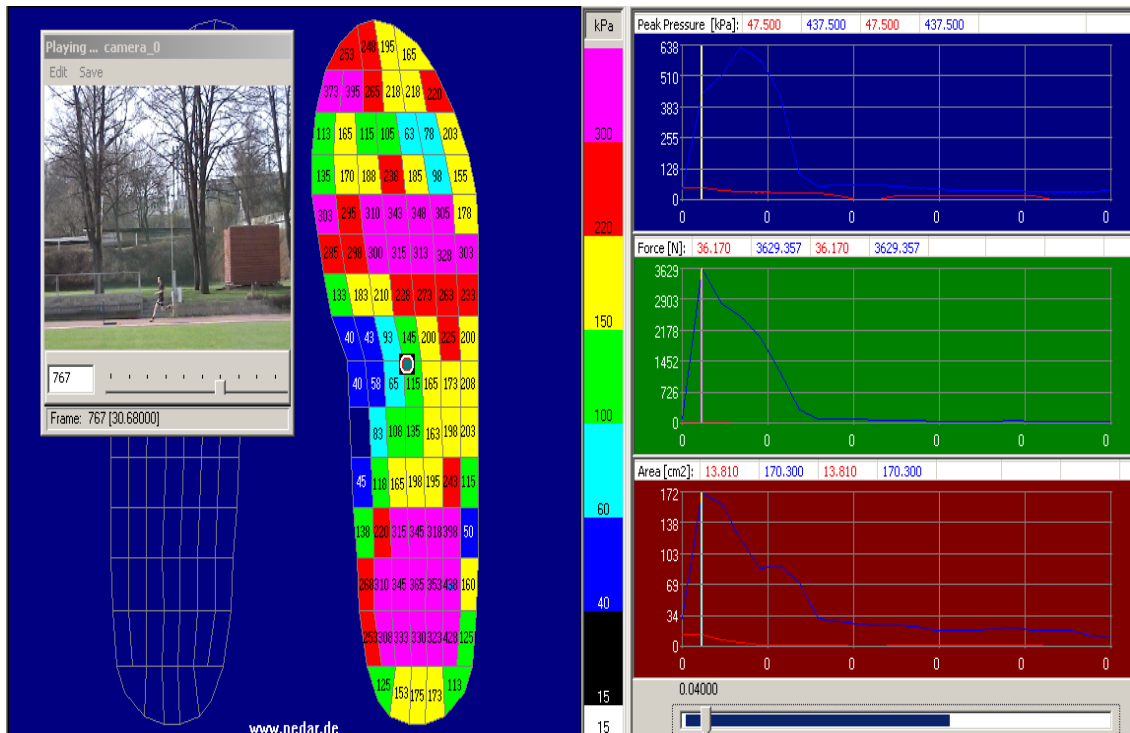 Playing ... camera_0
Edit Save
767
Frame: 767 [30.68000]
253 248 195 165
373 395 265 218 218 220
113 165 115 105 63 78 203
135 170 188 238 185 98 155
303 295 310 343 348 305 178
285 298 300 315 313 328 303
133 183 210 228 273 263 233
40 43 93 145 200 225 200
40 58 65 115 165 173 208
83 108 135 163 198 203
45 118 165 198 195 243 115
138 220 315 345 318 398 50
268 310 345 365 353 438 160
253 308 333 330 323 428 125
125 153 175 173 113
www.pedar.de
kPa
300
220
150
100
60
40
15
15
Peak Pressure [kPa]: 47.500 437.500 47.500 437.500
638
510
383
255
128
0
0 0 0 0 0 0
Force [N]: 36.170 3629.357 36.170 3629.357
3629
2903
2178
1452
726
0
0 0 0 0 0 0
Area [cm2]: 13.810 170.300 13.810 170.300
172
138
103
69
34
0
0 0 0 0 0 0
0.04000